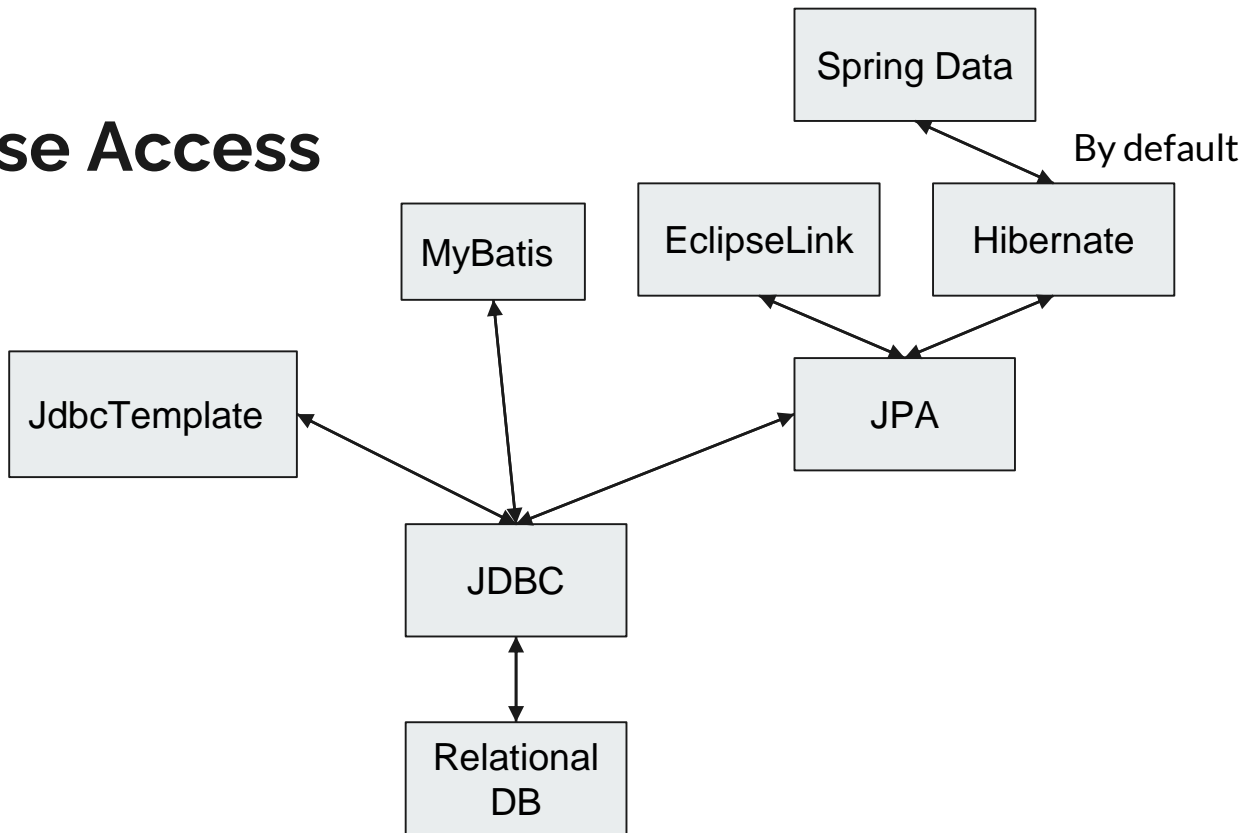 Spring Data
se Access
By default
MyBatis
EclipseLink
Hibernate
JdbcTemplate
JPA
JDBC
Relational
DB